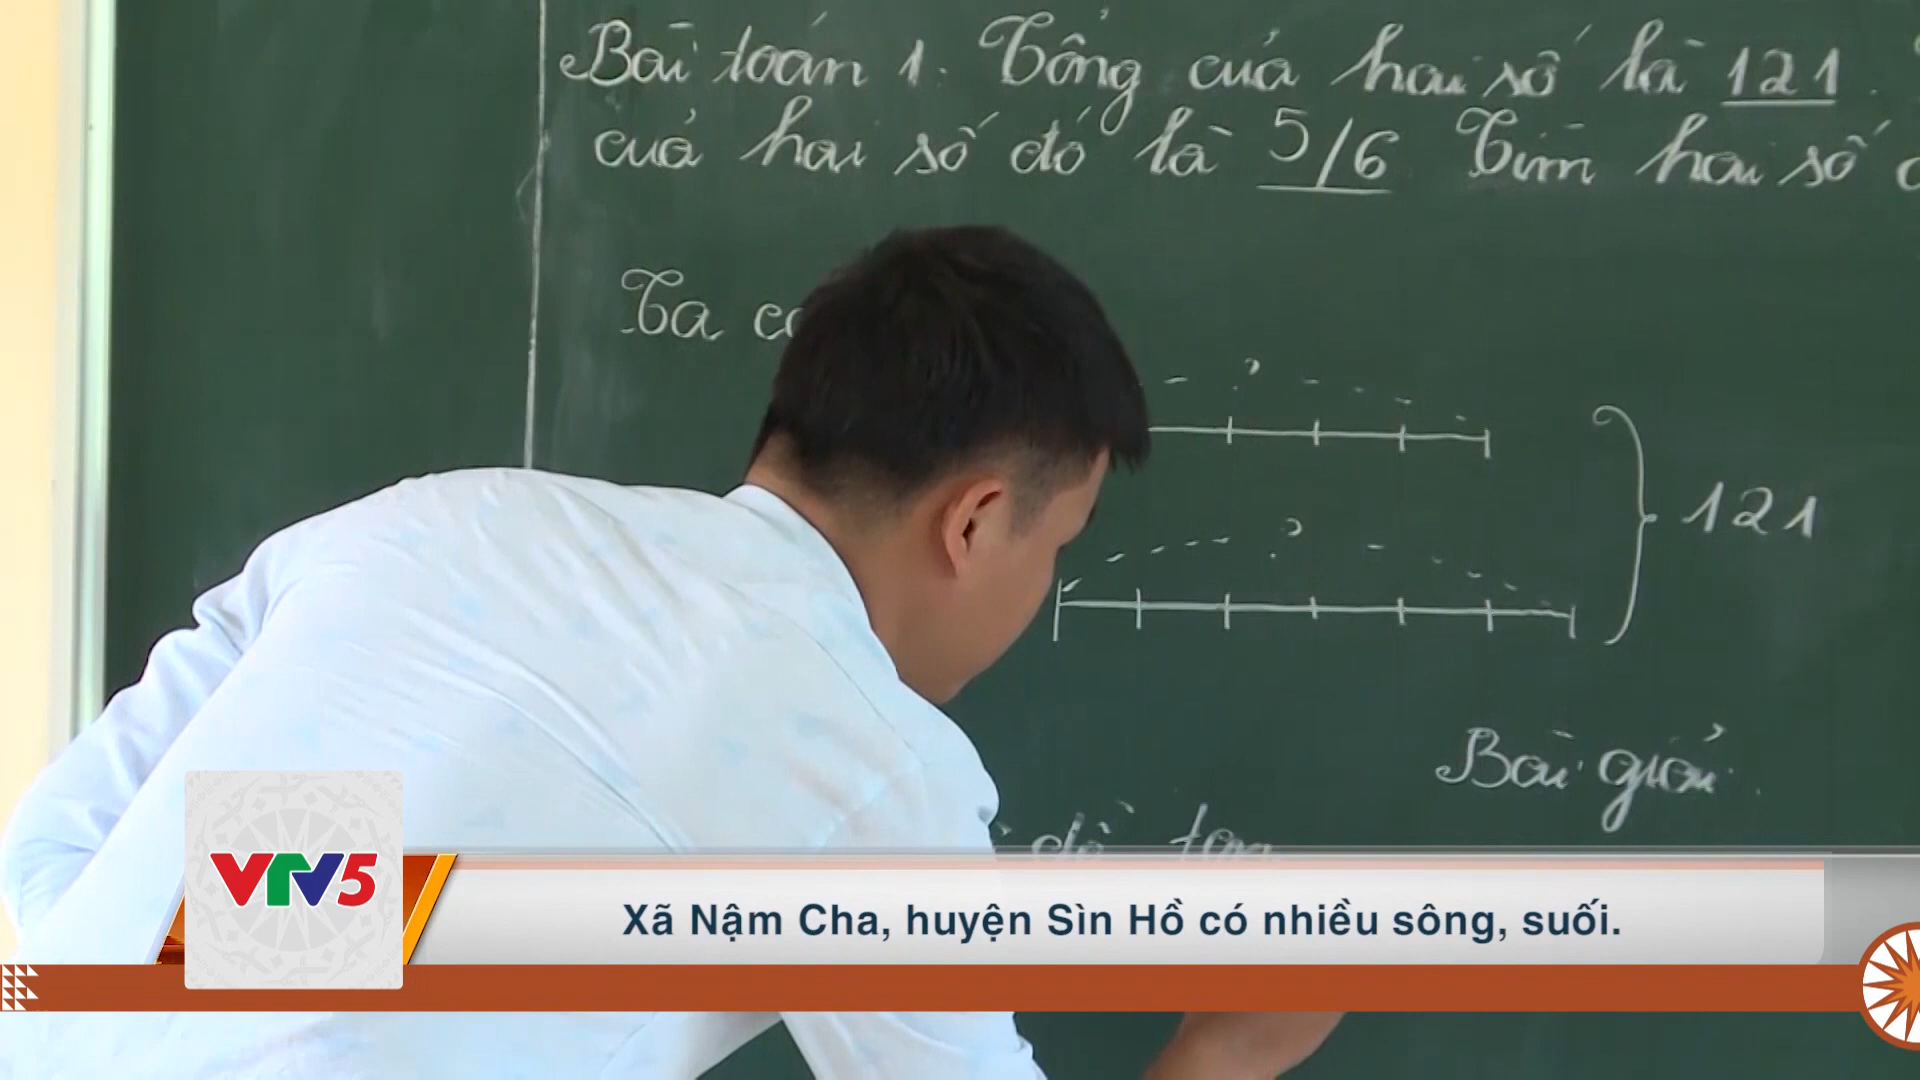 Bài toán 1. Tổng của hai số là 121.
của hai số đó là 5/6 Tìm hai số
Ta
?
?
121
Bài giải
đồ
VTV5
Xã Nậm Cha, huyện Sìn Hồ có nhiều sông, suối.